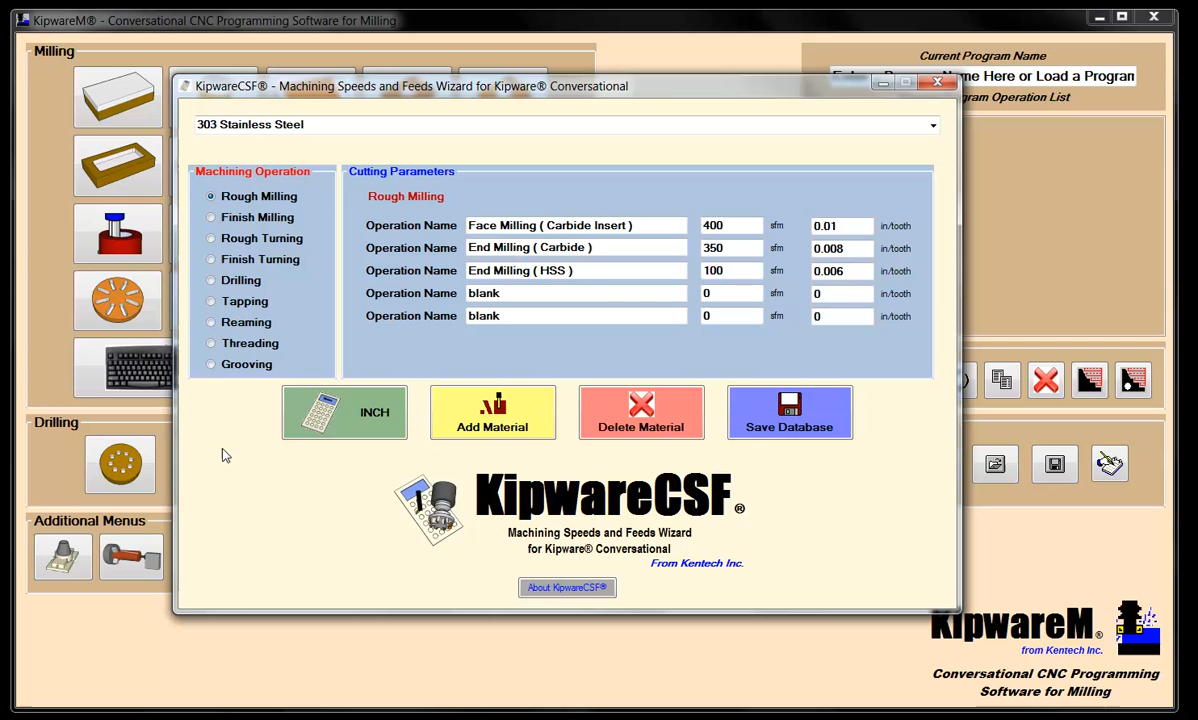 KipwareM® - Conversational CNC Programming Software for Milling
Milling
Current Program Name
Name Here or Load a Program
Operation List
KipwareCSF® - Machining Speeds and Feeds Wizard for Kipware® Conversational
303 Stainless Steel
Machining Operation
Rough Milling
Finish Milling
Rough Turning
Finish Turning
Drilling
Tapping
Reaming
Threading
Grooving
Cutting Parameters
Rough Milling
Operation Name Face Milling ( Carbide Insert ) 400 sfm 0.01 in/tooth
Operation Name End Milling ( Carbide ) 350 sfm 0.008 in/tooth
Operation Name End Milling ( HSS ) 100 sfm 0.006 in/tooth
Operation Name blank 0 sfm 0 in/tooth
Operation Name blank 0 sfm 0 in/tooth
INCH
Add Material
Delete Material
Save Database
KipwareCSF®
Machining Speeds and Feeds Wizard
for Kipware® Conversational
From Kentech Inc.
About KipwareCSF®
Drilling
Additional Menus
KipwareM®
from Kentech Inc.
Conversational CNC Programming
Software for Milling